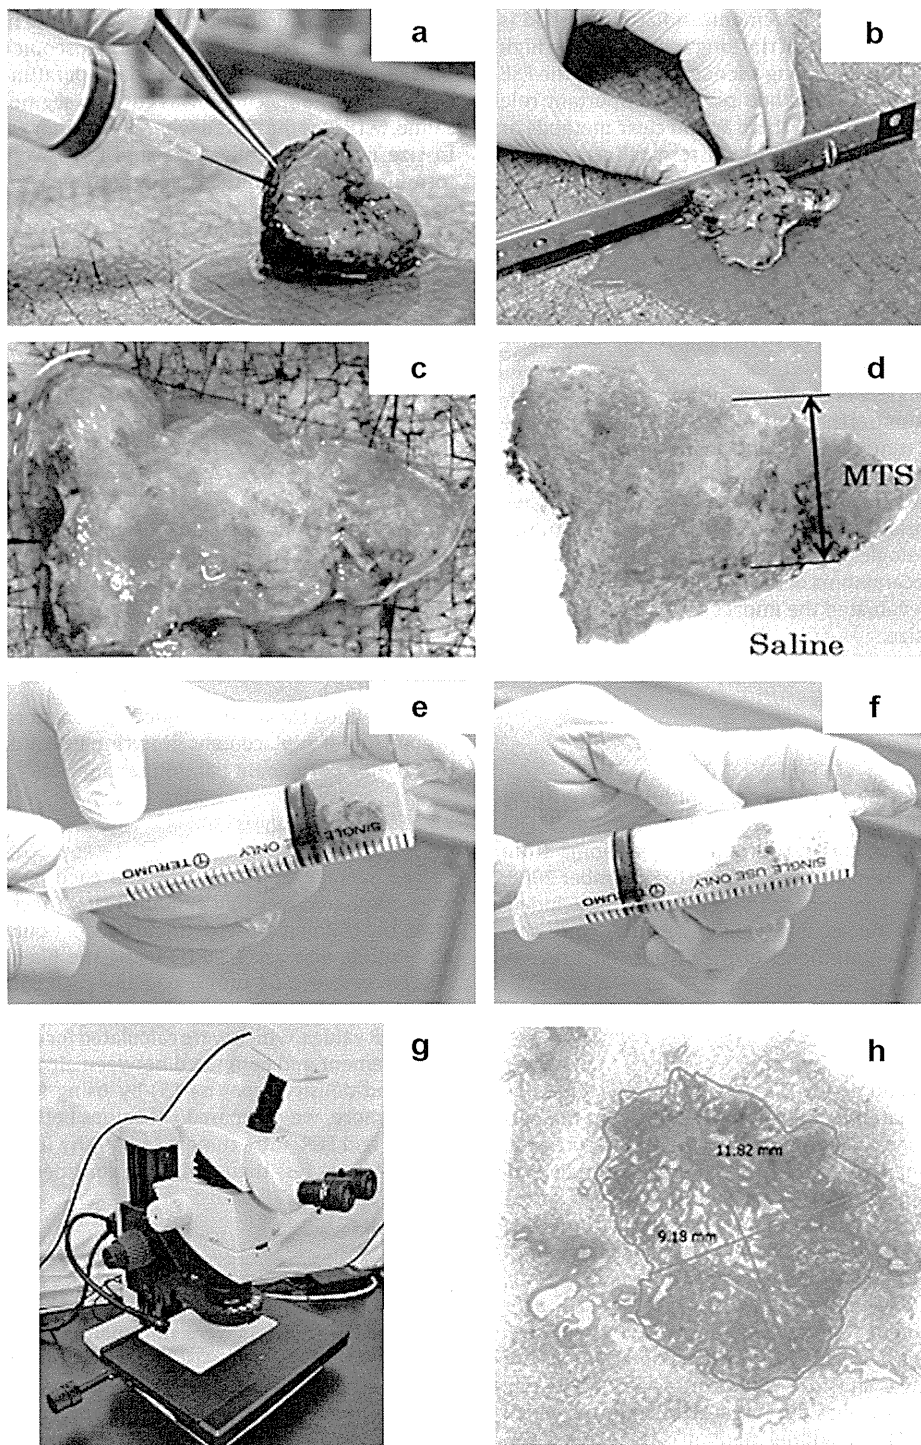 a
b
c
d
MTS
Saline
e
f
SINGLE USE ONLY
TERUMO
SINGLE USE ONLY
TERUMO
g
h
11.82 mm
9.18 mm